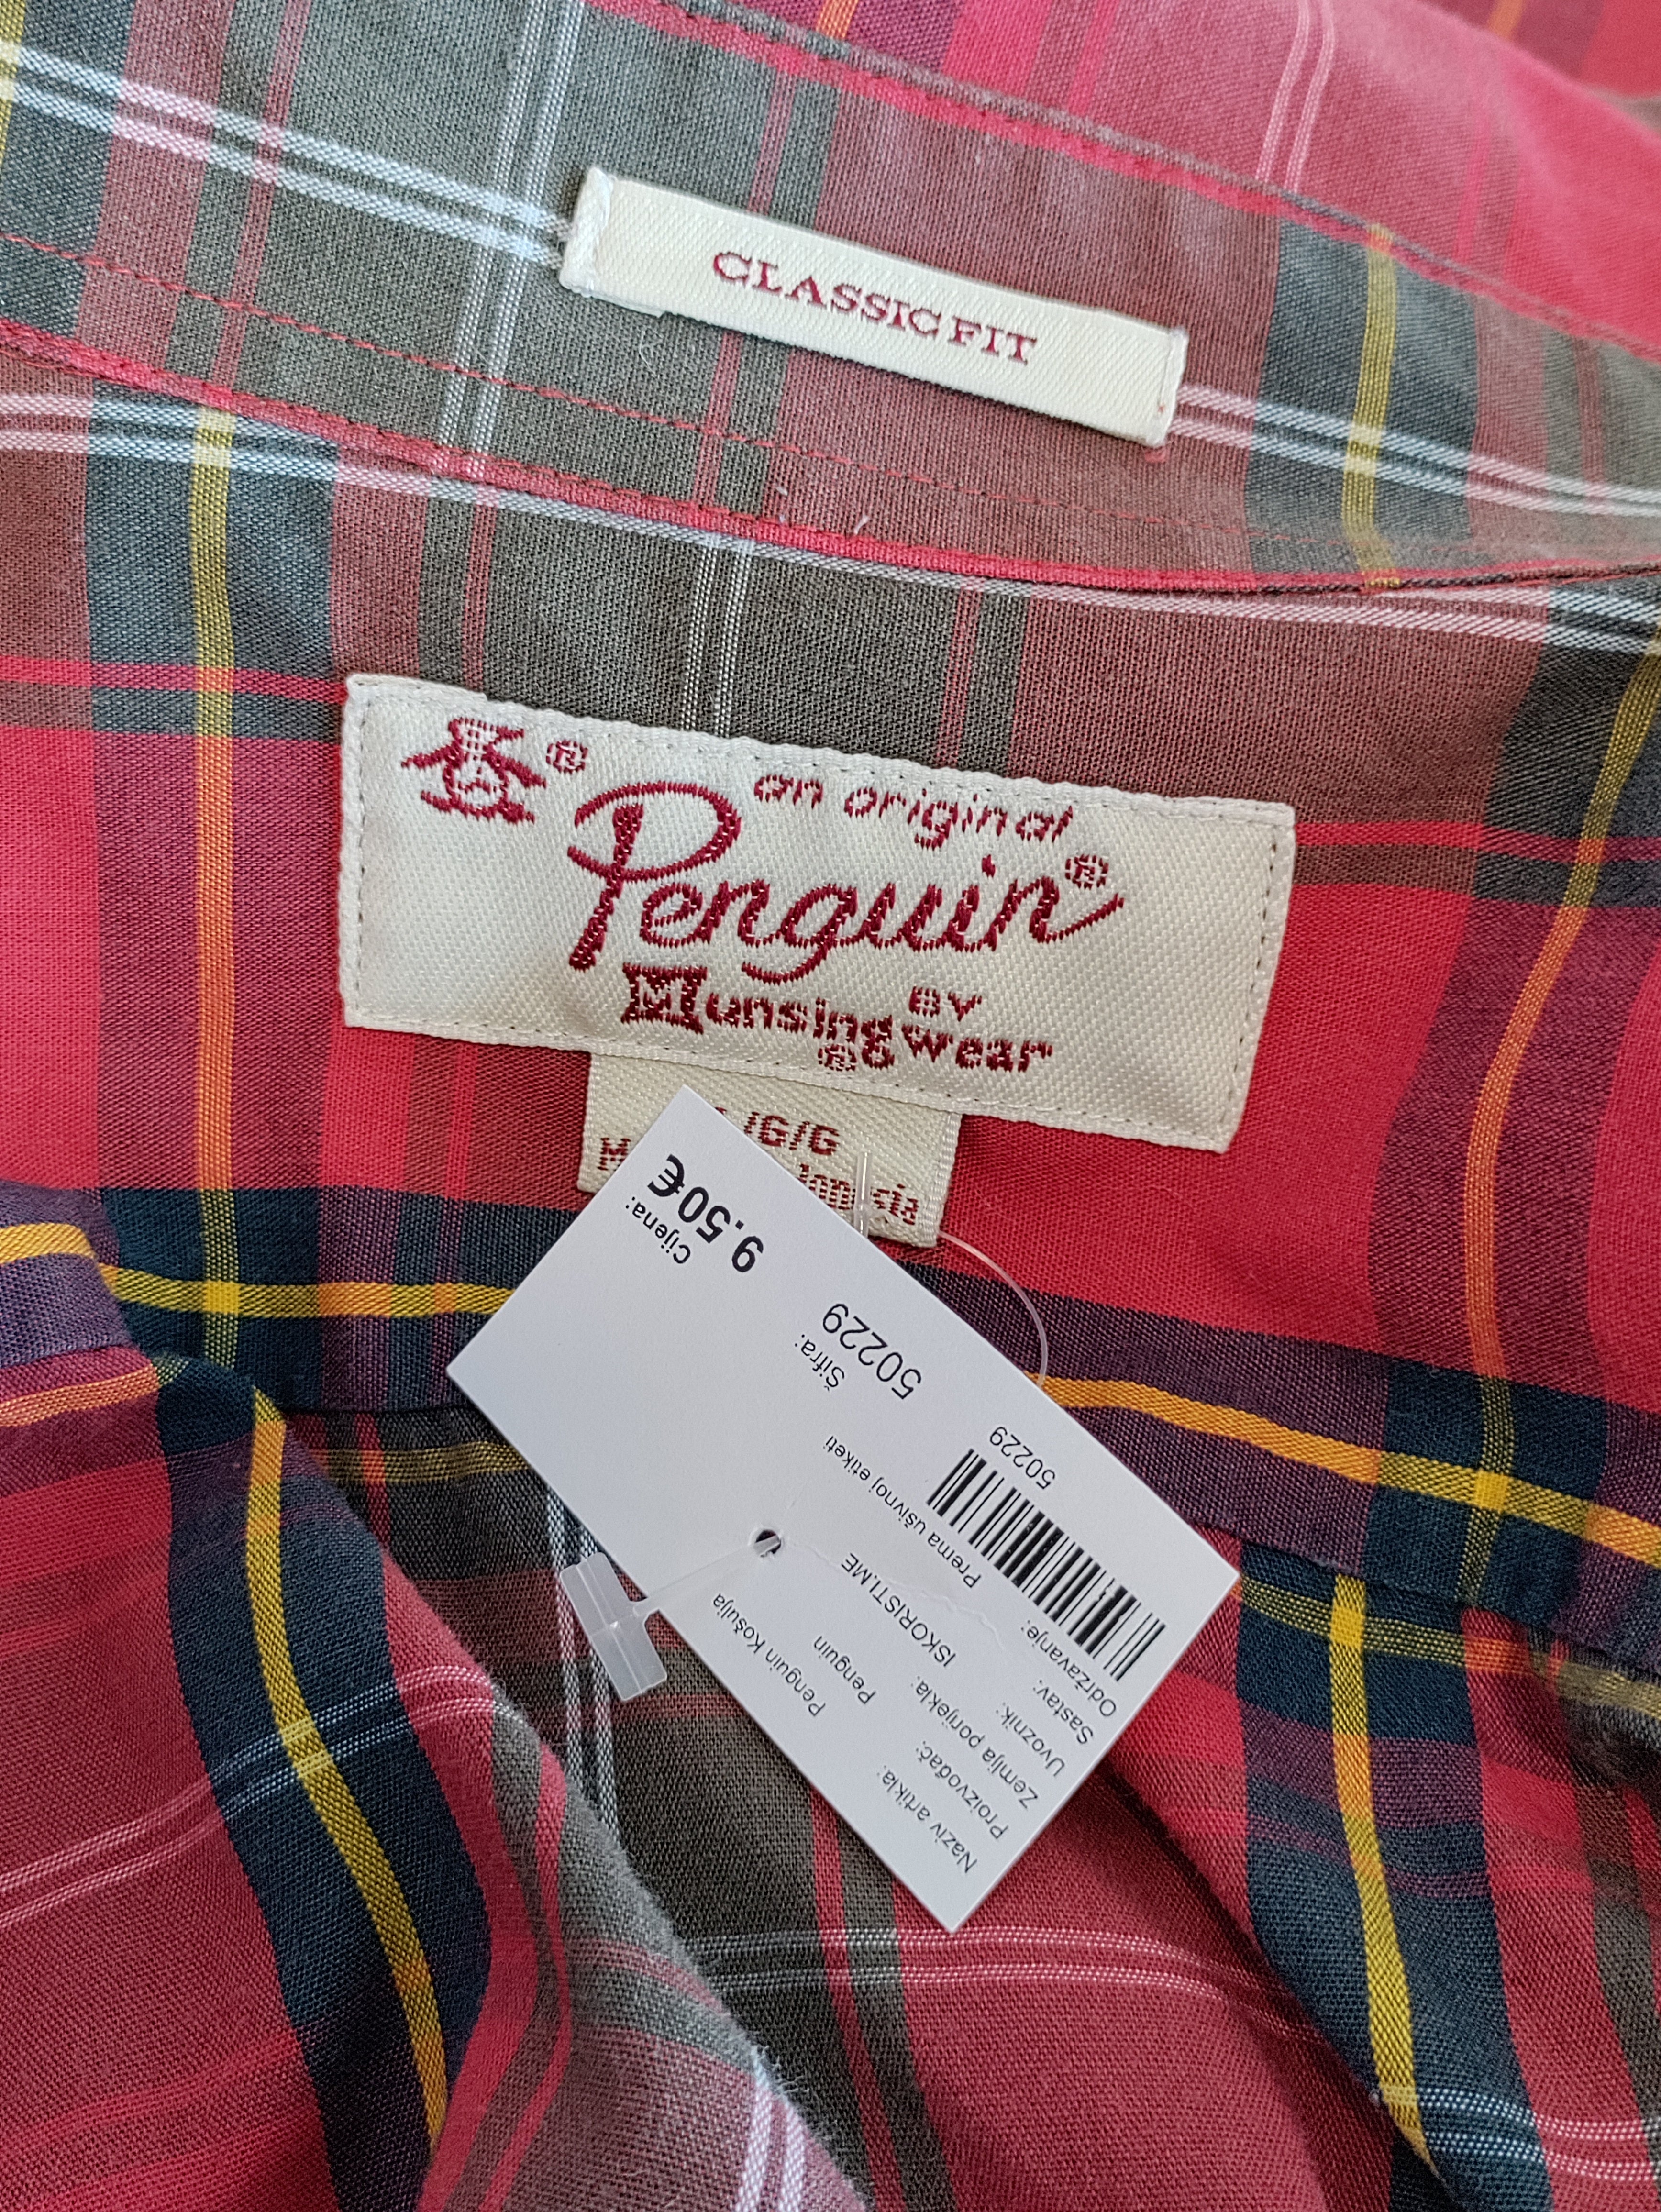 CLASSIC FIT
®
an original
Penguin®
BY
Munsingwear
®
/G/G
Cijena:
9.50€
Šifra:
50229
Naziv artikla: Penguin Košulja
Proizvođač: Penguin
Zemlja porijekla:
Uvoznik: ISKORISTI.ME
Sastav:
Održavanje: Prema ušivnoj etiketi
50229